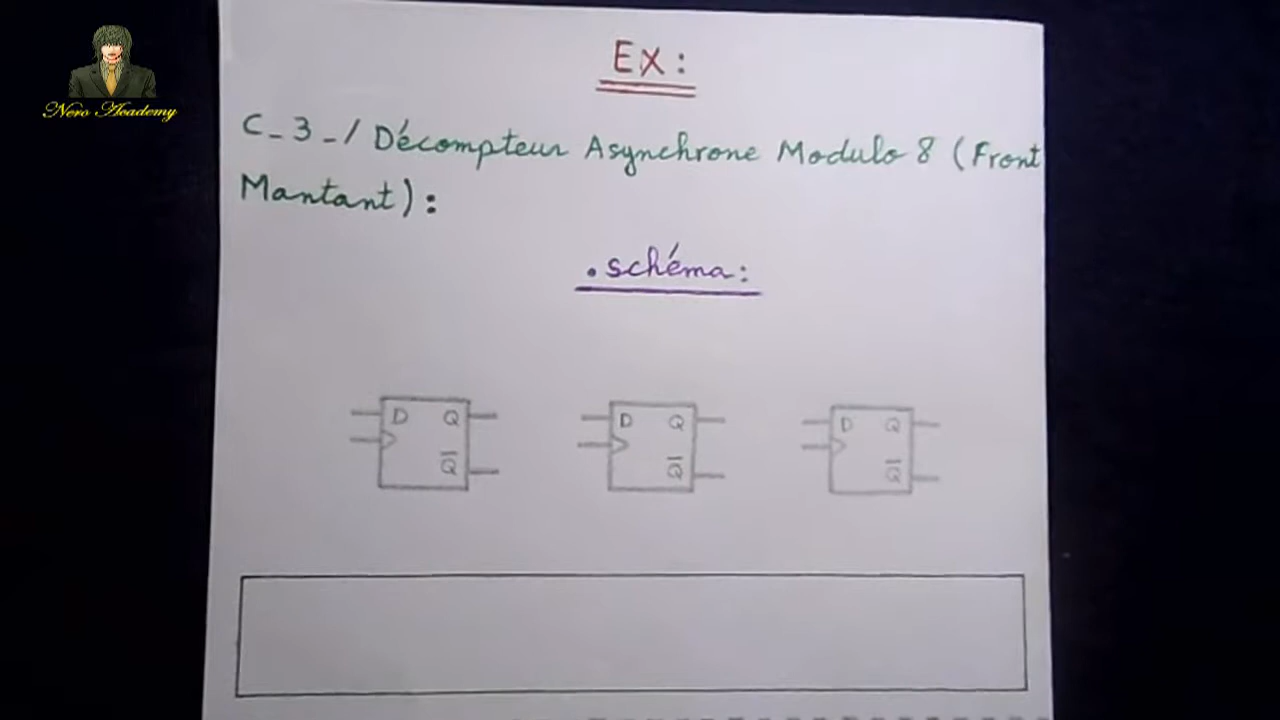 Nero Academy
EX:
C_3_/ Décompteur Asynchrone Modulo 8 (Front
Mantant):
. schéma:
D Q D Q D Q
Q̅ Q̅ Q̅